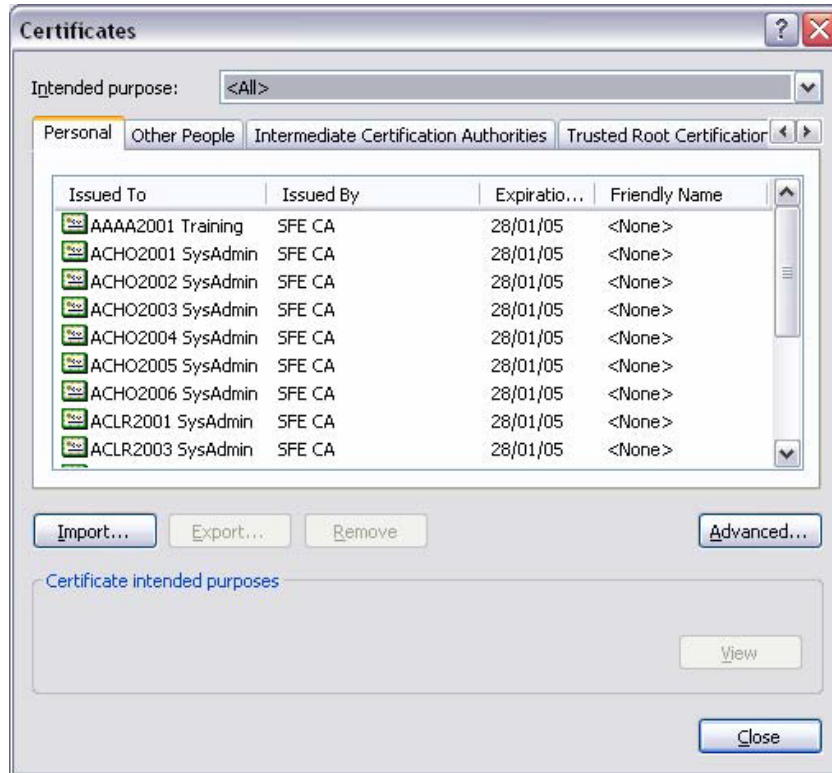 Certificates
Intended purpose: <All>
Personal Other People Intermediate Certification Authorities Trusted Root Certification
Issued To Issued By Expiratio... Friendly Name
AAAA2001 Training SFE CA 28/01/05 <None>
ACHO2001 SysAdmin SFE CA 28/01/05 <None>
ACHO2002 SysAdmin SFE CA 28/01/05 <None>
ACHO2003 SysAdmin SFE CA 28/01/05 <None>
ACHO2004 SysAdmin SFE CA 28/01/05 <None>
ACHO2005 SysAdmin SFE CA 28/01/05 <None>
ACHO2006 SysAdmin SFE CA 28/01/05 <None>
ACLR2001 SysAdmin SFE CA 28/01/05 <None>
ACLR2003 SysAdmin SFE CA 28/01/05 <None>
Import... Export... Remove Advanced...
Certificate intended purposes
View
Close